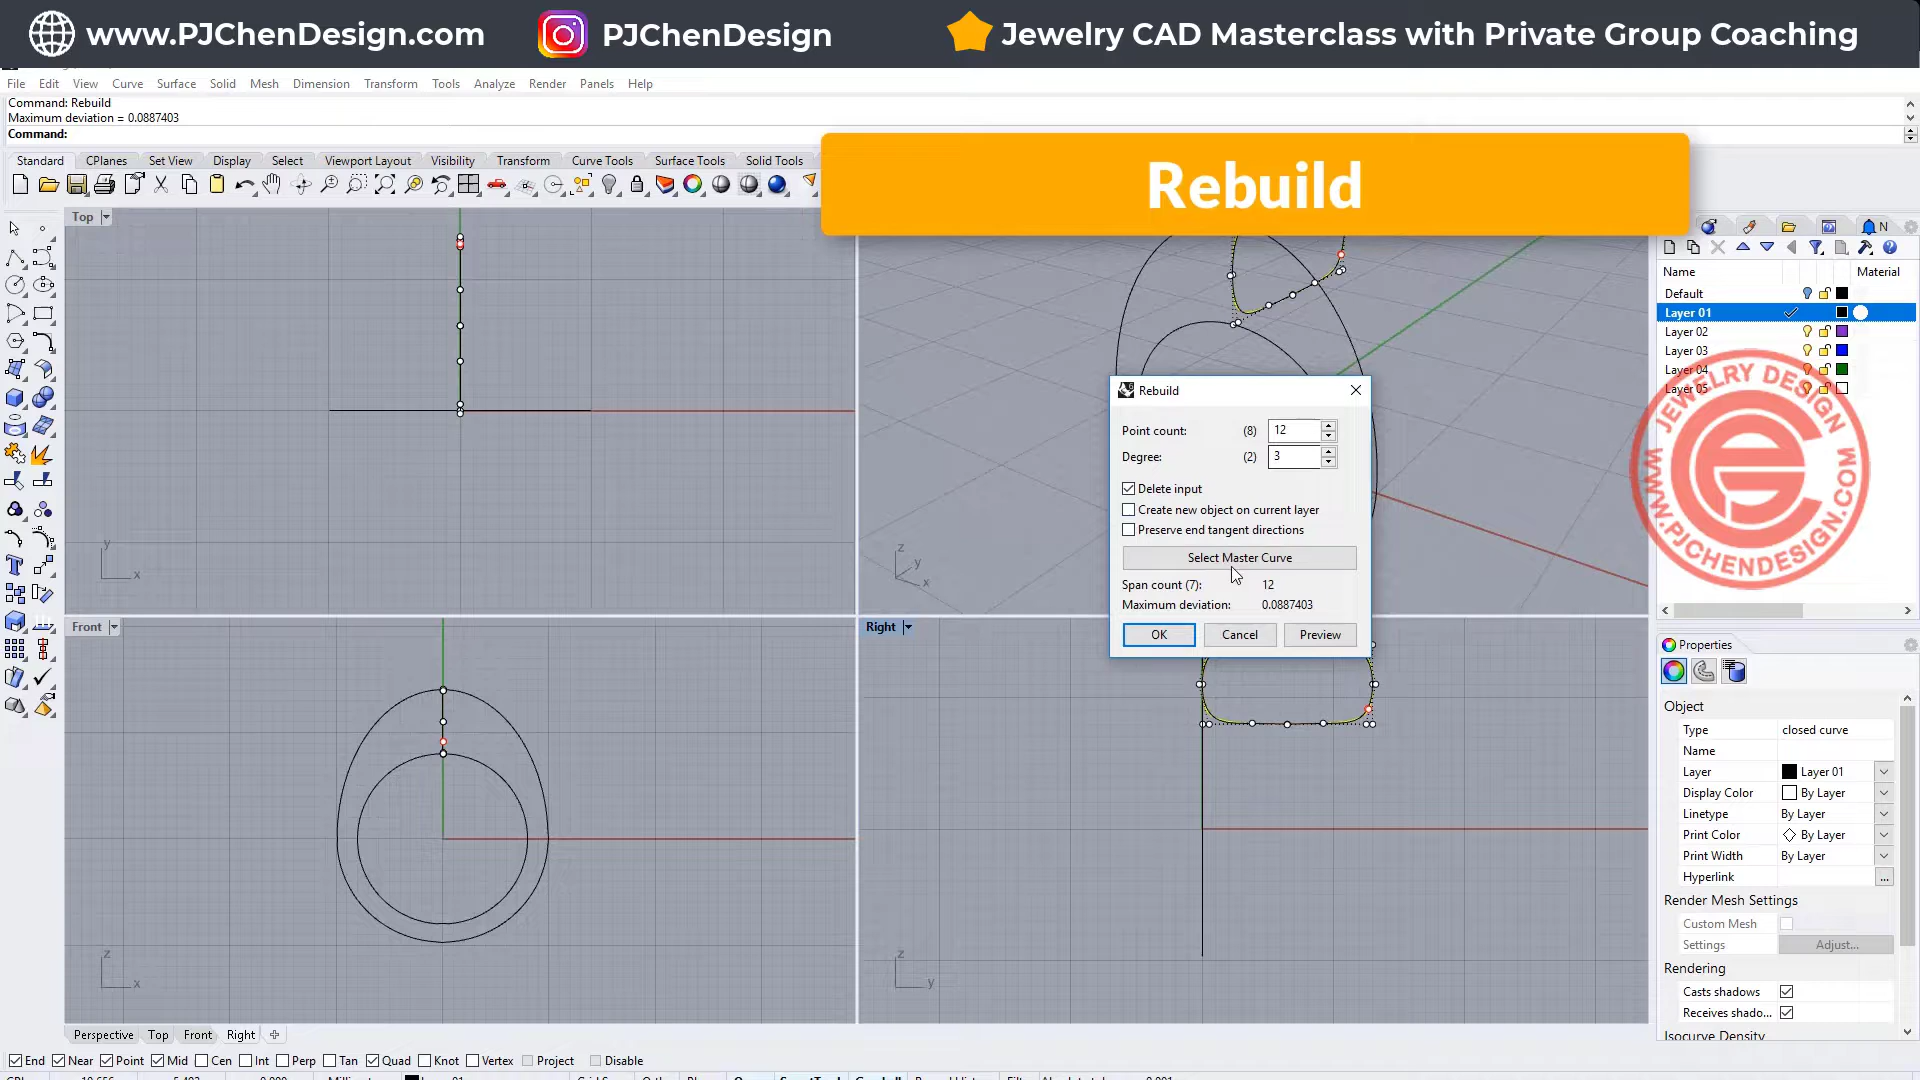 www.PJChenDesign.com
PJChenDesign
Jewelry CAD Masterclass with Private Group Coaching
File Edit View Curve Surface Solid Mesh Dimension Transform Tools Analyze Render Panels Help
Command: Rebuild
Maximum deviation = 0.0887403
Command:
Rebuild
Standard CPlanes Set View Display Select Viewport Layout Visibility Transform Curve Tools Surface Tools Solid Tools
Top
N
Name Material
Default
Layer 01
Layer 02
Layer 03
Layer 04
Layer 05
JEWELRY DESIGN
WWW.PJCHENDESIGN.COM
Rebuild
Point count: (8) 12
Degree: (2) 3
Delete input
Create new object on current layer
Preserve end tangent directions
Select Master Curve
Span count (7): 12
Maximum deviation: 0.0887403
OK Cancel Preview
y
x
z
y
x
Front
Right
z
x
z
y
Properties
Object
Type closed curve
Name
Layer Layer 01
Display Color By Layer
Linetype By Layer
Print Color By Layer
Print Width By Layer
Hyperlink ...
Render Mesh Settings
Custom Mesh
Settings Adjust...
Rendering
Casts shadows
Receives shado...
Isocurve Density
Perspective Top Front Right
End Near Point Mid Cen Int Perp Tan Quad Knot Vertex Project Disable